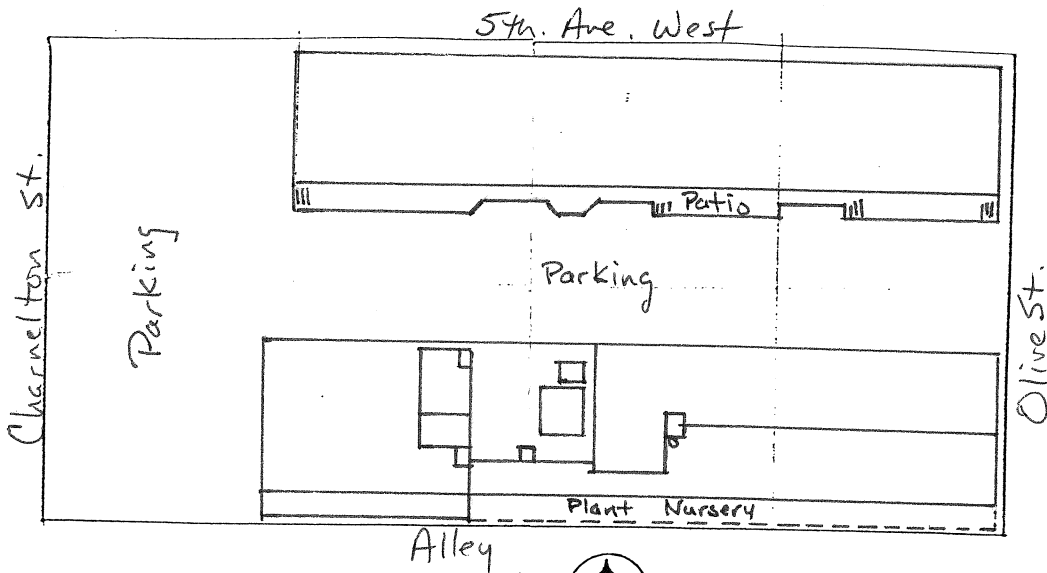 5th. Ave. West
Charnelton St.
Parking
Patio
Parking
Olive St.
Plant Nursery
Alley